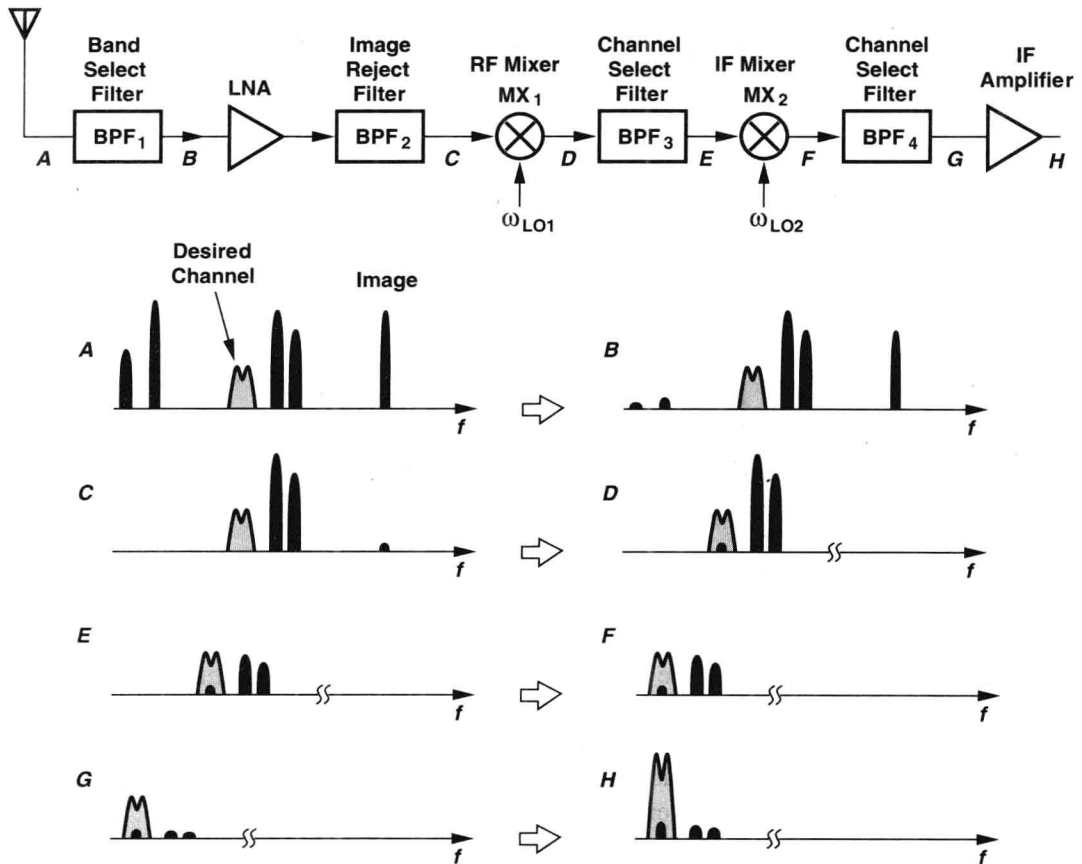 Band
Select
Filter
LNA
Image
Reject
Filter
RF Mixer
MX1
Channel
Select
Filter
IF Mixer
MX2
Channel
Select
Filter
IF
Amplifier
A
BPF1
B
BPF2
C
D
BPF3
E
F
BPF4
G
H
ωLO1
ωLO2
Desired
Channel
Image
A
f
B
f
C
f
D
f
E
f
F
f
G
f
H
f